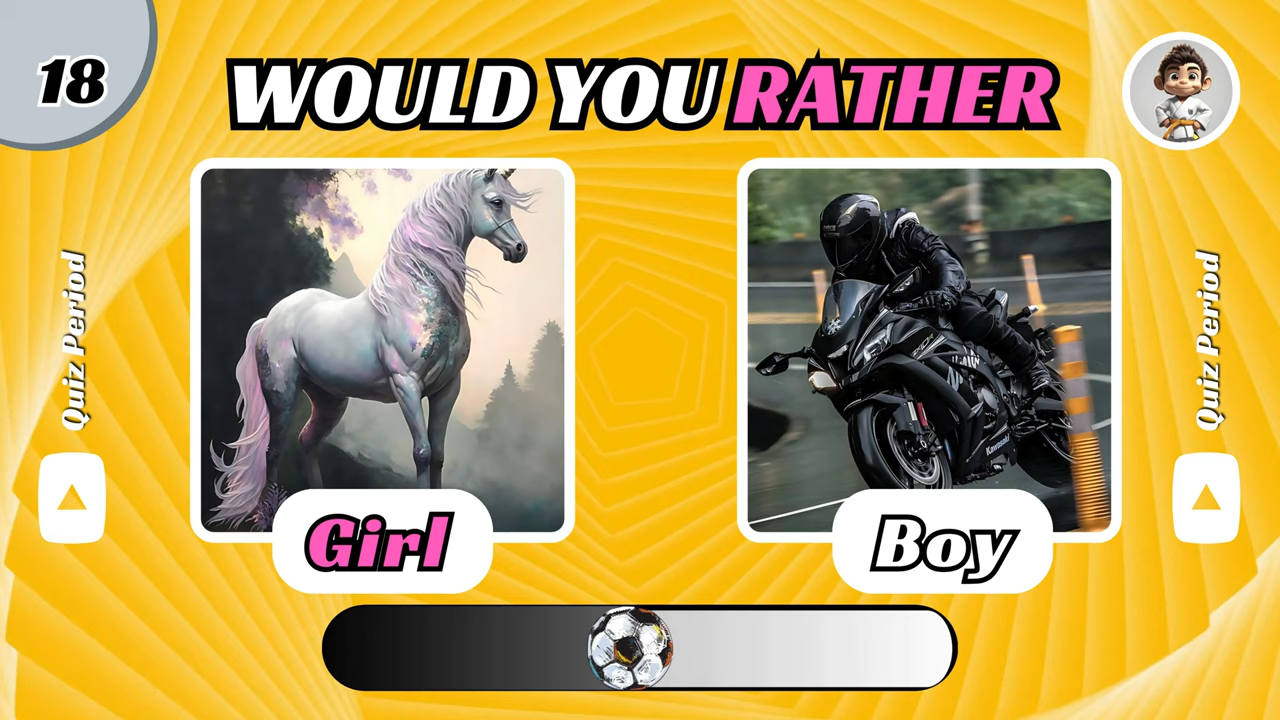 18
WOULD YOU RATHER
Quiz Period
Quiz Period
Kawasaki
Girl
Boy